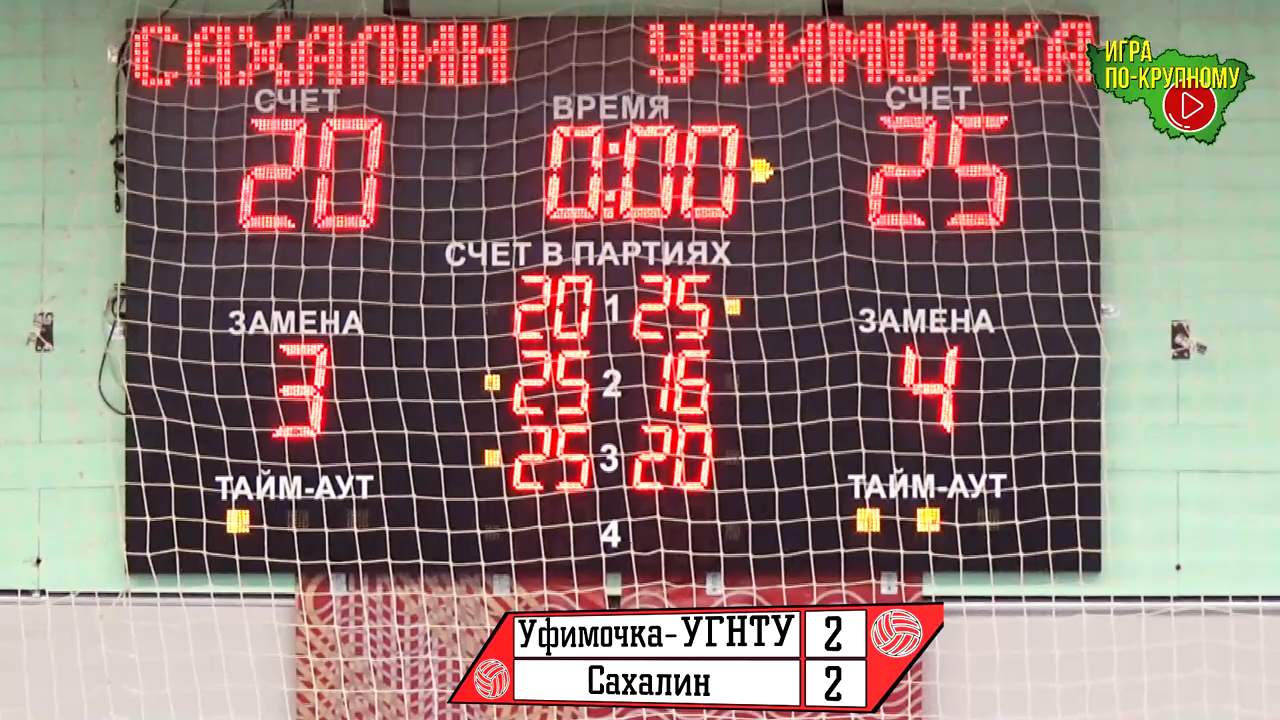 САХАЛИН УФИМОЧКА
ИГРА
ПО-КРУПНОМУ
СЧЕТ ВРЕМЯ СЧЕТ
20 0:00 25
СЧЕТ В ПАРТИЯХ
20 1 25
ЗАМЕНА ЗАМЕНА
3 25 2 16 4
25 3 20
ТАЙМ-АУТ ТАЙМ-АУТ
4
Уфимочка-УГНТУ 2
Сахалин 2